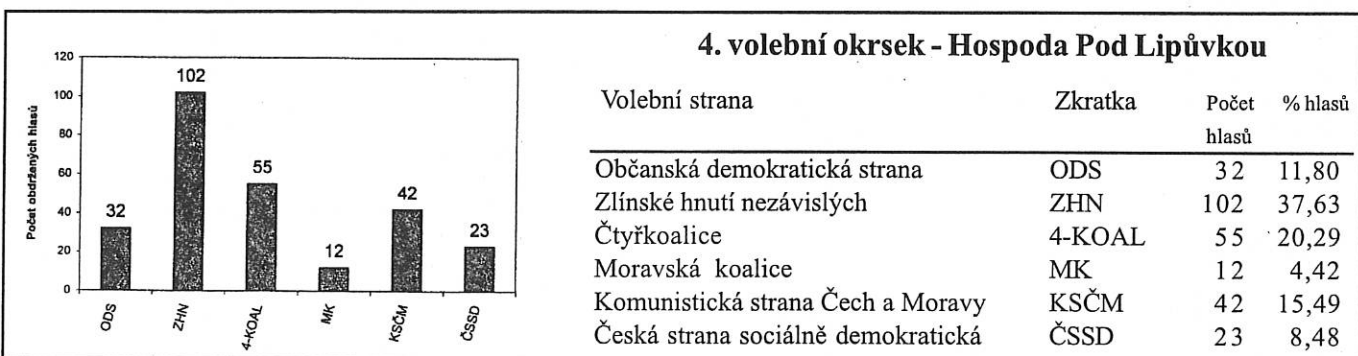 4. volební okrsek - Hospoda Pod Lipůvkou
Počet obdržaných hlasů
120
100
80
60
40
20
0
32
102
55
12
42
23
ODS
ZHN
4-KOAL
MK
KSČM
ČSSD
Volební strana Zkratka Počet hlasů % hlasů
Občanská demokratická strana ODS 32 11,80
Zlínské hnutí nezávislých ZHN 102 37,63
Čtyřkoalice 4-KOAL 55 20,29
Moravská koalice MK 12 4,42
Komunistická strana Čech a Moravy KSČM 42 15,49
Česká strana sociálně demokratická ČSSD 23 8,48